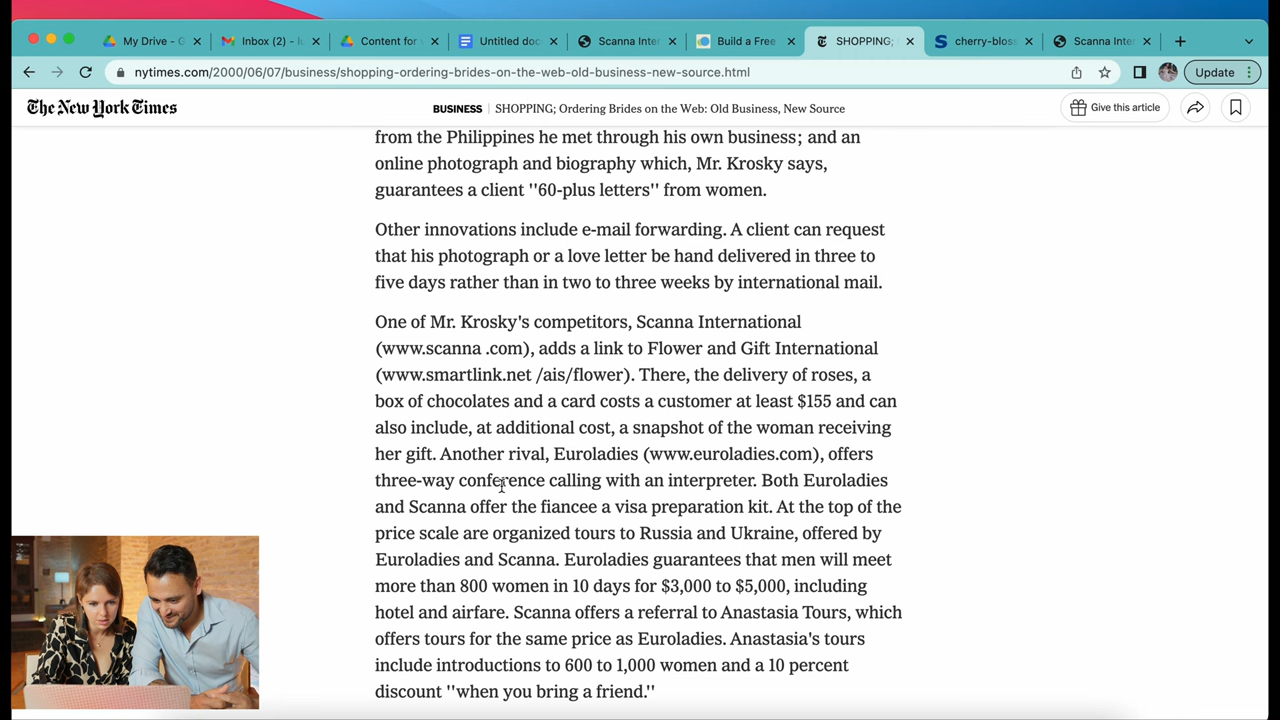 My Drive - G
Inbox (2) - lu
Content for
Untitled doc
Scanna Inter
Build a Free
SHOPPING;
cherry-bloss
Scanna Inter
nytimes.com/2000/06/07/business/shopping-ordering-brides-on-the-web-old-business-new-source.html
Update
The New York Times
BUSINESS | SHOPPING; Ordering Brides on the Web: Old Business, New Source
Give this article
from the Philippines he met through his own business; and an
online photograph and biography which, Mr. Krosky says,
guarantees a client ''60-plus letters'' from women.
Other innovations include e-mail forwarding. A client can request
that his photograph or a love letter be hand delivered in three to
five days rather than in two to three weeks by international mail.
One of Mr. Krosky's competitors, Scanna International
(www.scanna .com), adds a link to Flower and Gift International
(www.smartlink.net /ais/flower). There, the delivery of roses, a
box of chocolates and a card costs a customer at least $155 and can
also include, at additional cost, a snapshot of the woman receiving
her gift. Another rival, Euroladies (www.euroladies.com), offers
three-way conference calling with an interpreter. Both Euroladies
and Scanna offer the fiancee a visa preparation kit. At the top of the
price scale are organized tours to Russia and Ukraine, offered by
Euroladies and Scanna. Euroladies guarantees that men will meet
more than 800 women in 10 days for $3,000 to $5,000, including
hotel and airfare. Scanna offers a referral to Anastasia Tours, which
offers tours for the same price as Euroladies. Anastasia's tours
include introductions to 600 to 1,000 women and a 10 percent
discount ''when you bring a friend.''